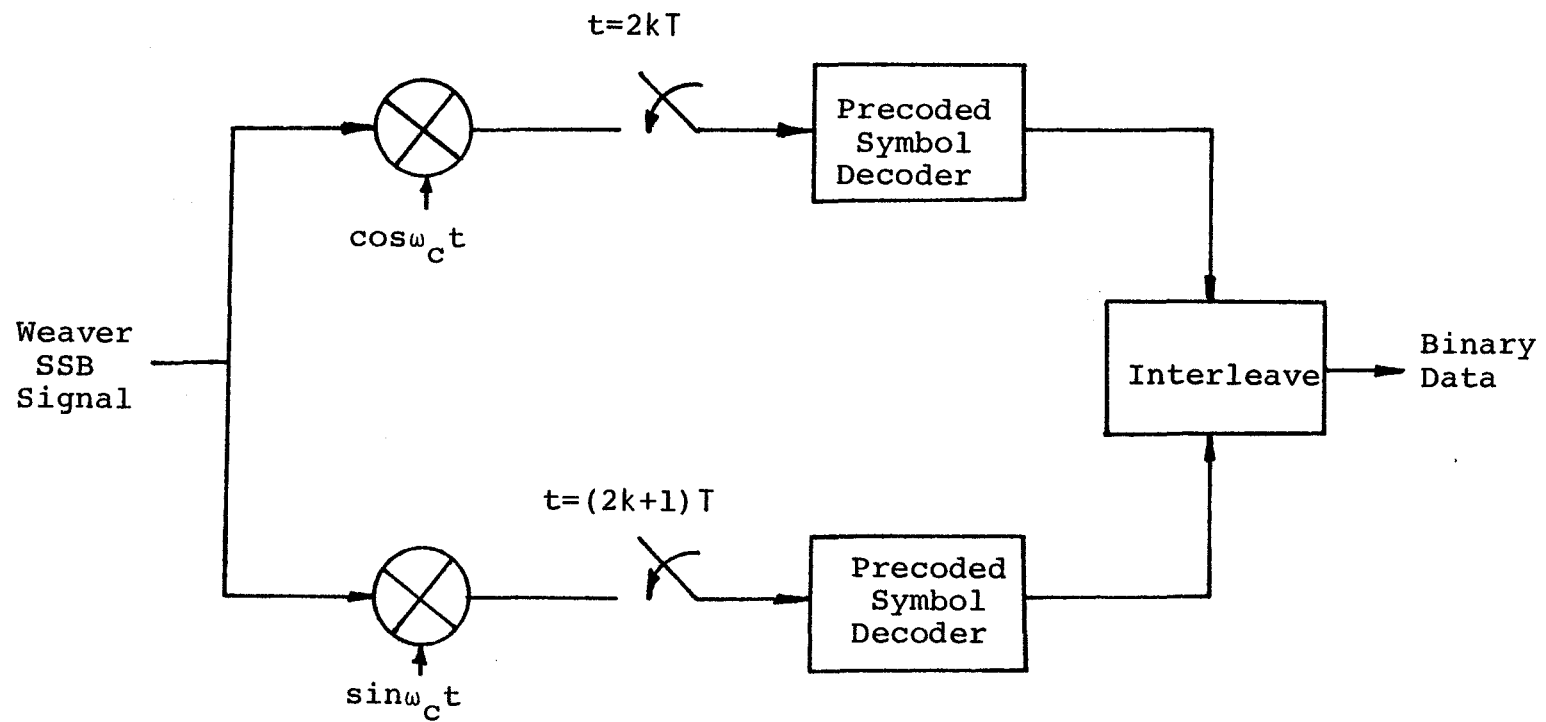 t=2kT
Precoded
Symbol
Decoder
cosω_c t
Weaver
SSB
Signal
Interleave
Binary
Data
t=(2k+1)T
Precoded
Symbol
Decoder
sinω_c t